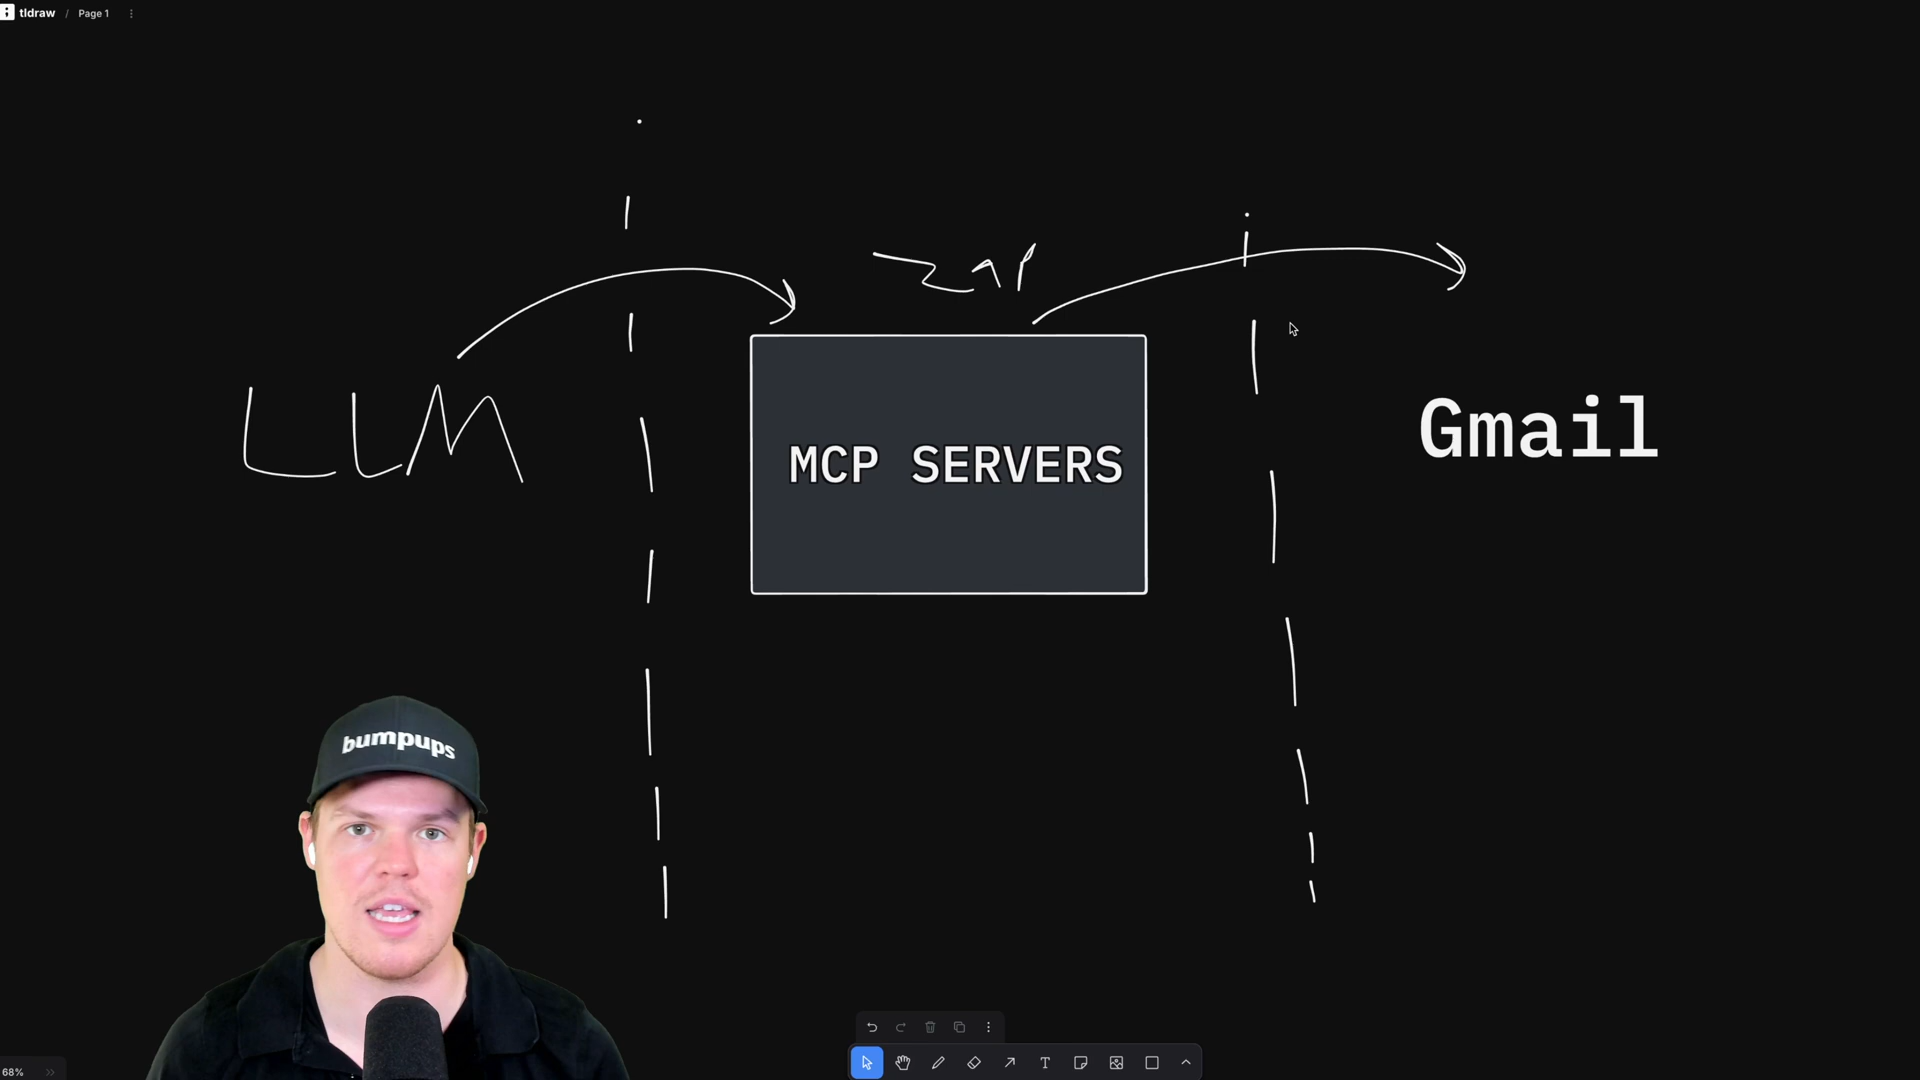 tldraw / Page 1
Zap
LLM
MCP SERVERS
Gmail
bumpups
68%